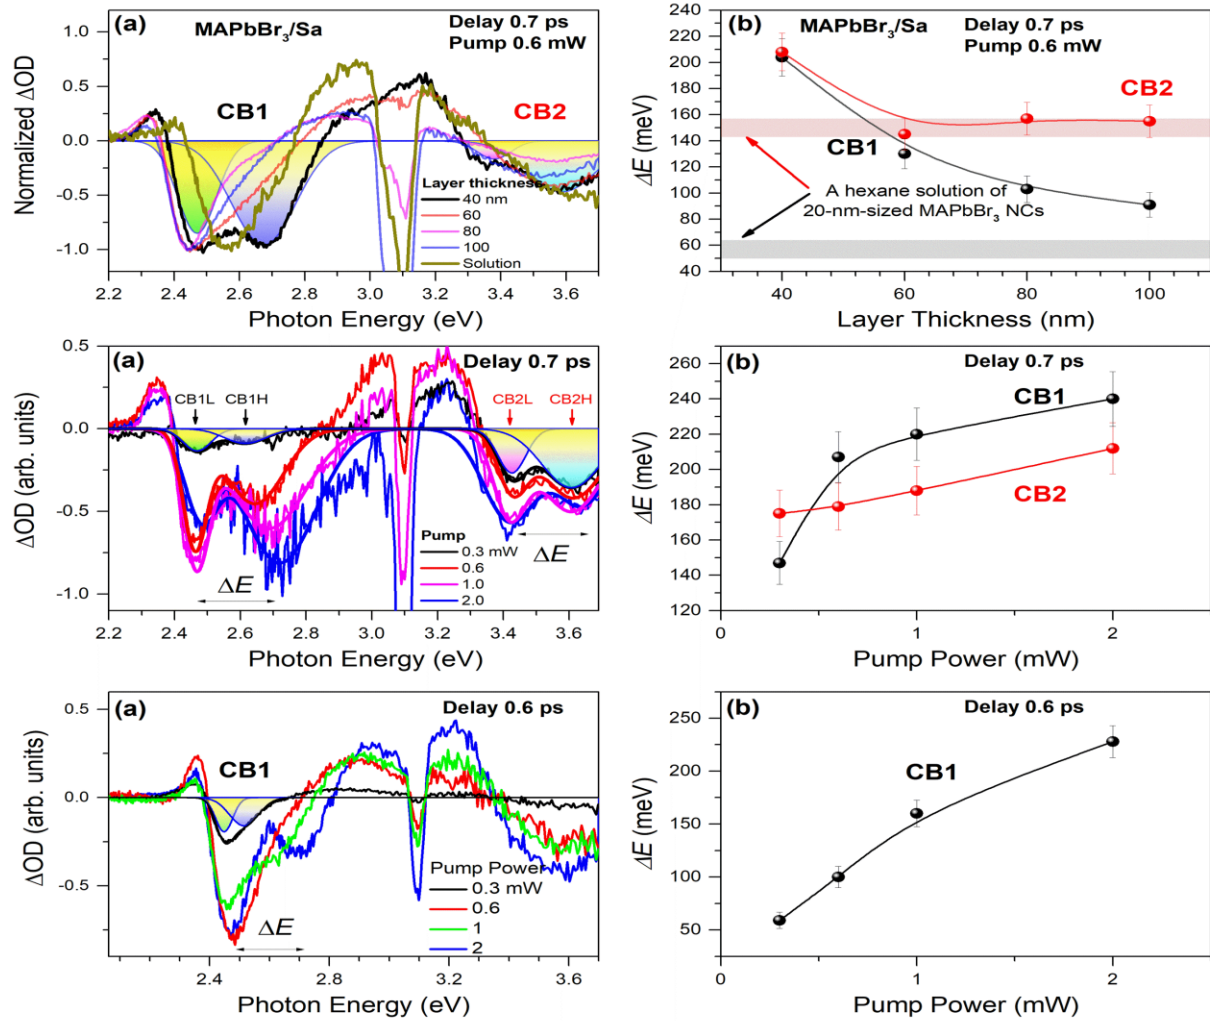 (a)
MAPbBr3/Sa
Delay 0.7 ps
Pump 0.6 mW
CB1
CB2
Layer thickness
40 nm
60
80
100
Solution
1.0
0.5
0.0
-0.5
-1.0
Normalized ΔOD
2.2 2.4 2.6 2.8 3.0 3.2 3.4 3.6
Photon Energy (eV)
(b)
MAPbBr3/Sa
Delay 0.7 ps
Pump 0.6 mW
CB2
CB1
A hexane solution of
20-nm-sized MAPbBr3 NCs
240
220
200
180
160
140
120
100
80
60
40
ΔE (meV)
40 60 80 100
Layer Thickness (nm)
(a)
Delay 0.7 ps
CB1L CB1H
CB2L CB2H
Pump
0.3 mW
0.6
1.0
2.0
ΔE
ΔE
0.5
0.0
-0.5
-1.0
ΔOD (arb. units)
2.2 2.4 2.6 2.8 3.0 3.2 3.4 3.6
Photon Energy (eV)
(b)
Delay 0.7 ps
CB1
CB2
260
240
220
200
180
160
140
120
ΔE (meV)
0 1 2
Pump Power (mW)
(a)
Delay 0.6 ps
CB1
Pump Power
0.3 mW
0.6
1
2
ΔE
0.5
0.0
-0.5
ΔOD (arb. units)
2.4 2.8 3.2 3.6
Photon Energy (eV)
(b)
Delay 0.6 ps
CB1
250
200
150
100
50
ΔE (meV)
0 1 2
Pump Power (mW)